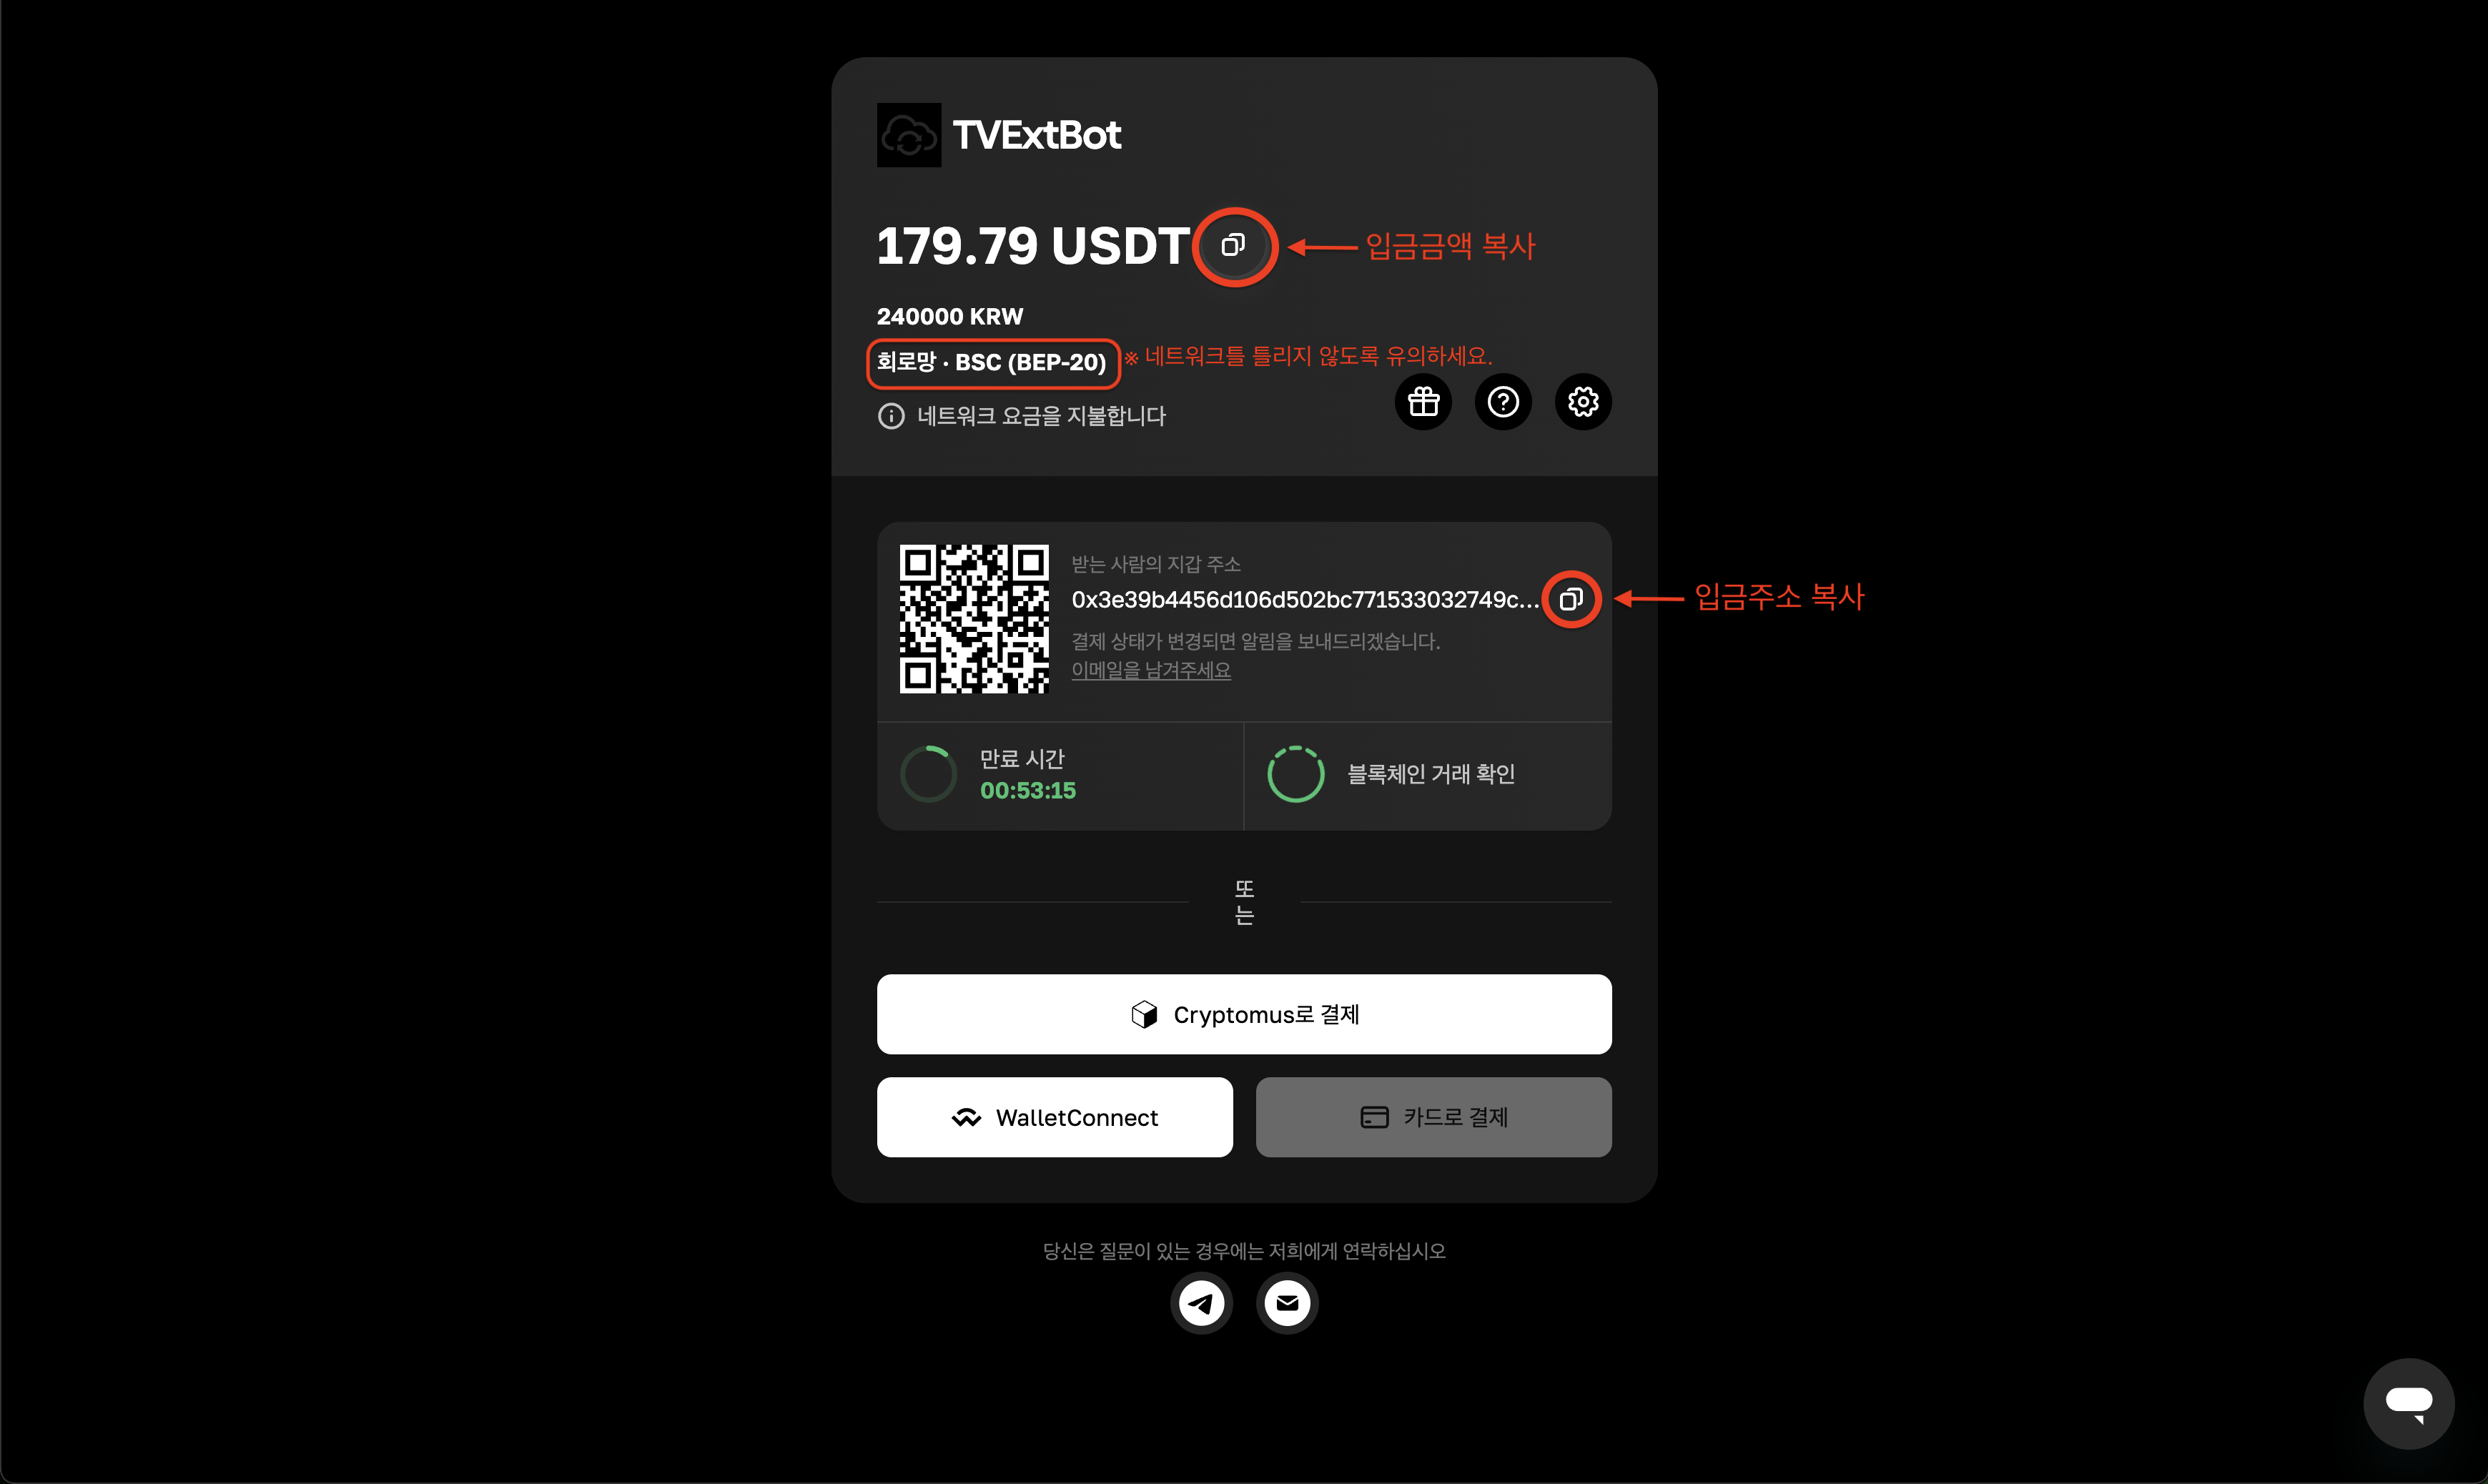 TVExtBot
179.79 USDT
입금금액 복사
240000 KRW
회로망 · BSC (BEP-20)
※ 네트워크틀 틀리지 않도록 유의하세요.
네트워크 요금을 지불합니다
받는 사람의 지갑 주소
0x3e39b4456d106d502bc771533032749c...
입금주소 복사
결제 상태가 변경되면 알림을 보내드리겠습니다.
이메일을 남겨주세요
만료 시간
00:53:15
블록체인 거래 확인
또
는
Cryptomus로 결제
WalletConnect
카드로 결제
당신은 질문이 있는 경우에는 저희에게 연락하십시오